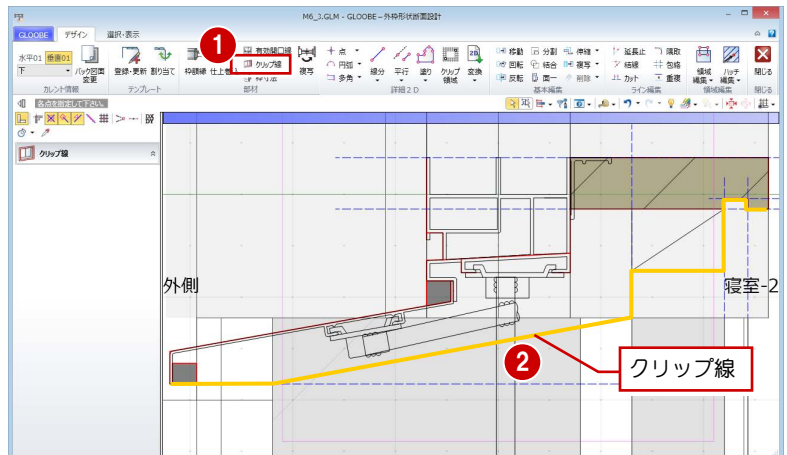 M6_3.GLM - GLOOBE－外枠形状断面設計
GLOOBE デザイン 選択・表示
水平01 垂直01
下
バック図面変更
カレント情報
登録・更新 割り当て
テンプレート
枠額縁 仕上巻
有効開口線
クリップ線
部材
複写
点
円弧
多角
線分 平行 塗り クリップ領域 変換
詳細２Ｄ
移動 分割 伸縮
回転 結合 複写
反転 面一 削除
基本編集
延長止 隅取
結線 包絡
カット 重複
ライン編集
領域編集 ハッチ編集
領域編集
閉じる
閉じる
各点を指定して下さい。
クリップ線
1
外側
寝室-2
2
クリップ線